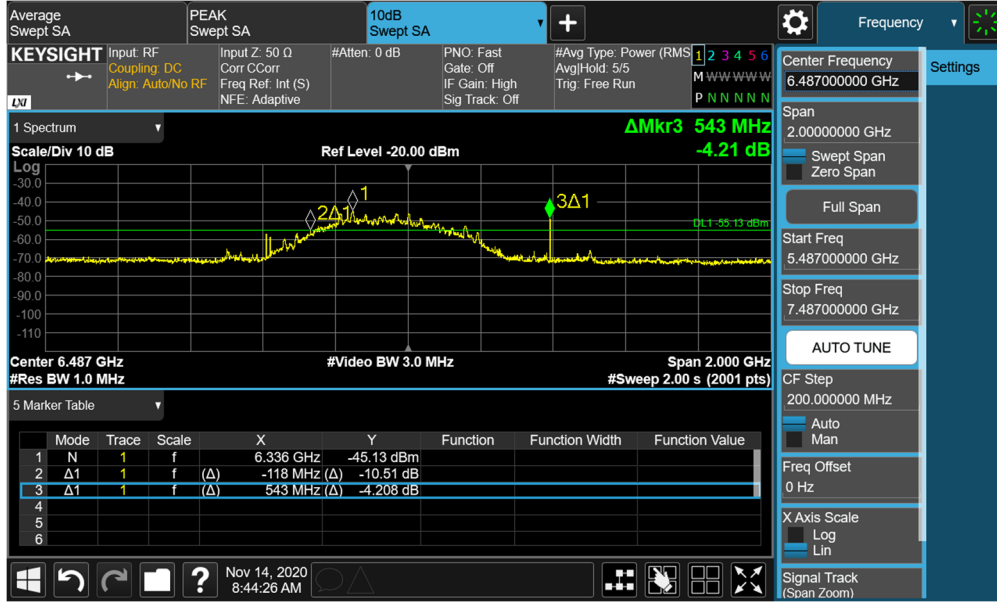 Average
Swept SA
PEAK
Swept SA
10dB
Swept SA
Frequency
KEYSIGHT
LXI
Input: RF
Coupling: DC
Align: Auto/No RF
Input Z: 50 Ω
Corr CCorr
Freq Ref: Int (S)
NFE: Adaptive
#Atten: 0 dB
PNO: Fast
Gate: Off
IF Gain: High
Sig Track: Off
#Avg Type: Power (RMS
Avg|Hold: 5/5
Trig: Free Run
1 2 3 4 5 6
M W W W W W
P N N N N N
1 Spectrum
ΔMkr3 543 MHz
-4.21 dB
Scale/Div 10 dB
Ref Level -20.00 dBm
Log
-30.0
-40.0
-50.0
-60.0
-70.0
-80.0
-90.0
-100
-110
1
2Δ1
3Δ1
DL1 -55.13 dBm
Center 6.487 GHz
#Video BW 3.0 MHz
Span 2.000 GHz
#Res BW 1.0 MHz
#Sweep 2.00 s (2001 pts)
5 Marker Table
Mode Trace Scale X Y Function Function Width Function Value
1 N 1 f 6.336 GHz -45.13 dBm
2 Δ1 1 f (Δ) -118 MHz (Δ) -10.51 dB
3 Δ1 1 f (Δ) 543 MHz (Δ) -4.208 dB
4
5
6
?
Nov 14, 2020
8:44:26 AM
Center Frequency
6.487000000 GHz
Settings
Span
2.00000000 GHz
Swept Span
Zero Span
Full Span
Start Freq
5.487000000 GHz
Stop Freq
7.487000000 GHz
AUTO TUNE
CF Step
200.000000 MHz
Auto
Man
Freq Offset
0 Hz
X Axis Scale
Log
Lin
Signal Track
(Span Zoom)